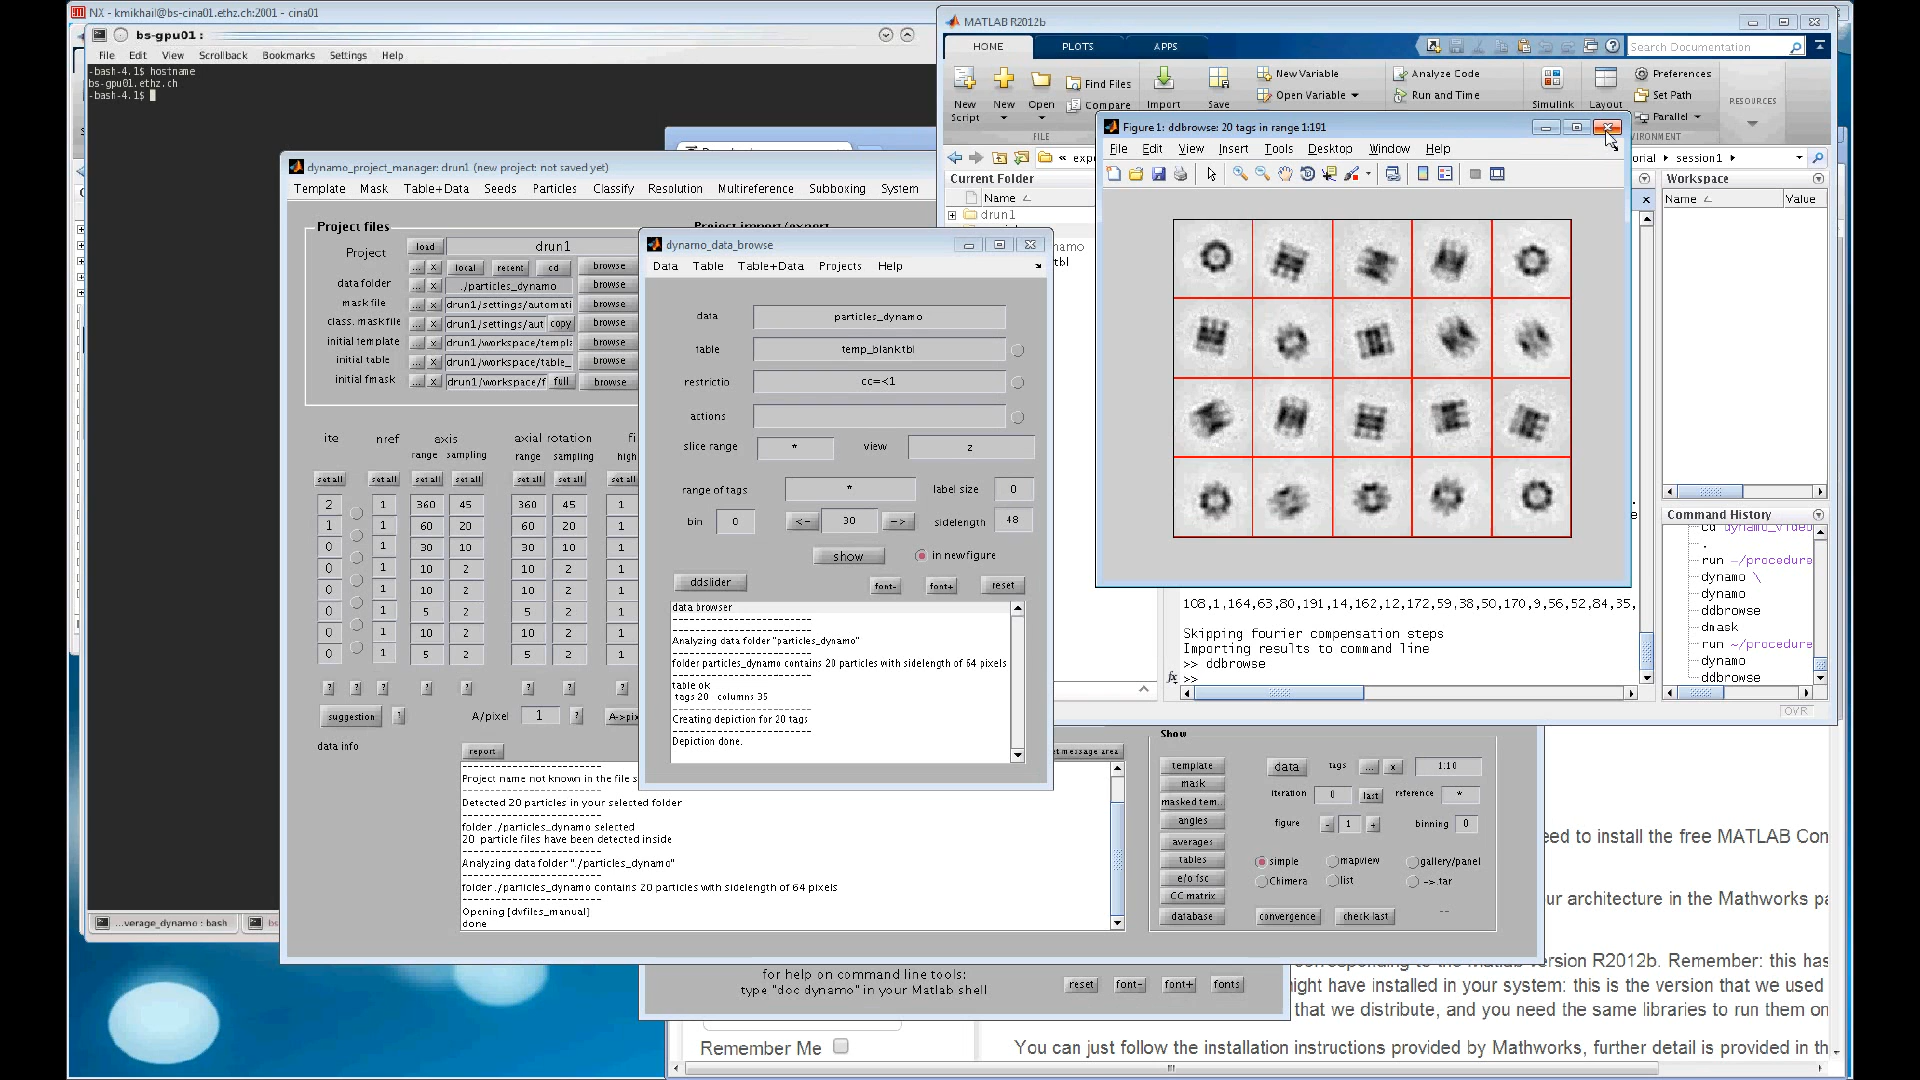 NX - kmikhail@bs-cina01.ethz.ch:2001 - cina01
bs-gpu01 :
File Edit View Scrollback Bookmarks Settings Help
-bash-4.1$ hostname
bs-gpu01.ethz.ch
-bash-4.1$
...verage_dynamo : bash
MATLAB R2012b
HOME PLOTS APPS
Search Documentation
New Script
New
Open
Find Files
Compare
Import
Save
New Variable
Open Variable
Analyze Code
Run and Time
Simulink
Layout
Preferences
Set Path
Parallel
RESOURCES
FILE
Current Folder
Name
drun1
session1
Workspace
Name Value
Command History
run ~/procedure
dynamo \
dynamo
ddbrowse
dmask
run ~/procedure
dynamo
ddbrowse
OVR
108,1,164,63,80,191,14,162,12,172,59,38,50,170,9,56,52,84,35,
Skipping fourier compensation steps
Importing results to command line
>> ddbrowse
>>
Figure 1: ddbrowse: 20 tags in range 1:191
File Edit View Insert Tools Desktop Window Help
dynamo_project_manager: drun1 (new project: not saved yet)
Template Mask Table+Data Seeds Particles Classify Resolution Multireference Subboxing System
Project files
Project import/export
Project load drun1
... x local recent cd browse
data folder ... x ./particles_dynamo browse
mask file ... x drun1/settings/automati browse
class. mask file ... x drun1/settings/aut copy browse
initial template ... x drun1/workspace/templa browse
initial table ... x drun1/workspace/table_ browse
initial fmask ... x drun1/workspace/f full browse
ite nref axis axial rotation fi
range sampling range sampling high
set all set all set all set all set all set all set all
2 1 360 45 360 45 1
1 1 60 20 60 20 1
0 1 30 10 30 10 1
0 1 10 2 10 2 1
0 1 10 2 10 2 1
0 1 5 2 5 2 1
0 1 10 2 10 2 1
0 1 5 2 5 2 1
? ? ? ? ? ? ? ?
suggestion ? A/pixel 1 ? A->pix
data info
report
Project name not known in the file s
Detected 20 particles in your selected folder
folder ./particles_dynamo selected
20 particle files have been detected inside
Analyzing data folder "./particles_dynamo"
folder ./particles_dynamo contains 20 particles with sidelength of 64 pixels
Opening [dvfiles_manual]
done
dynamo_data_browse
Data Table Table+Data Projects Help
data particles_dynamo
table temp_blank.tbl
restrictio cc=<1
actions
slice range * view z
range of tags * label size 0
bin 0 <- 30 -> sidelength 48
show in new figure
ddslider font- font+ reset
data browser
Analyzing data folder "particles_dynamo"
folder particles_dynamo contains 20 particles with sidelength of 64 pixels
table ok
tags 20 columns 35
Creating depiction for 20 tags
Depiction done.
Show
template
mask
masked tem..
angles
averages
tables
e/o fsc
CC matrix
database
data tags ... x 1:10
iteration 0 last reference *
figure - 1 + binning 0
simple mapview gallery/panel
Chimera list -> .tar
convergence check last --
for help on command line tools:
type "doc dynamo" in your Matlab shell
reset font- font+ fonts
eed to install the free MATLAB Com
ur architecture in the Mathworks pa
corresponding to the Matlab version R2012b. Remember: this has
ight have installed in your system: this is the version that we used
that we distribute, and you need the same libraries to run them on
Remember Me
You can just follow the installation instructions provided by Mathworks, further detail is provided in th